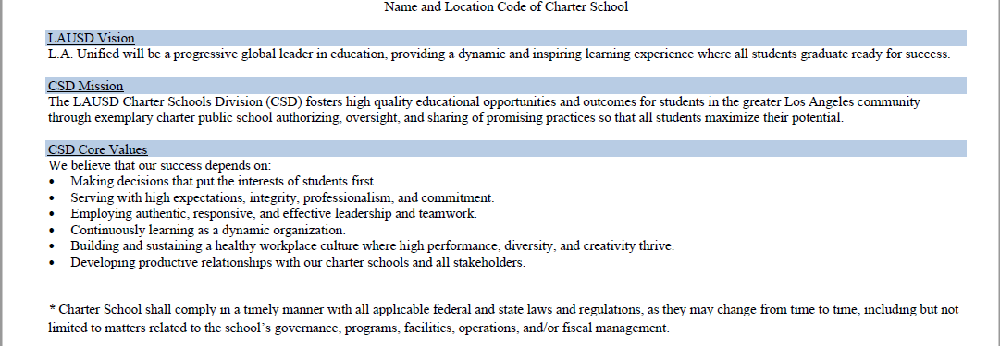 Name and Location Code of Charter School
LAUSD Vision
L.A. Unified will be a progressive global leader in education, providing a dynamic and inspiring learning experience where all students graduate ready for success.
CSD Mission
The LAUSD Charter Schools Division (CSD) fosters high quality educational opportunities and outcomes for students in the greater Los Angeles community
through exemplary charter public school authorizing, oversight, and sharing of promising practices so that all students maximize their potential.
CSD Core Values
We believe that our success depends on:
• Making decisions that put the interests of students first.
• Serving with high expectations, integrity, professionalism, and commitment.
• Employing authentic, responsive, and effective leadership and teamwork.
• Continuously learning as a dynamic organization.
• Building and sustaining a healthy workplace culture where high performance, diversity, and creativity thrive.
• Developing productive relationships with our charter schools and all stakeholders.
* Charter School shall comply in a timely manner with all applicable federal and state laws and regulations, as they may change from time to time, including but not
limited to matters related to the school’s governance, programs, facilities, operations, and/or fiscal management.